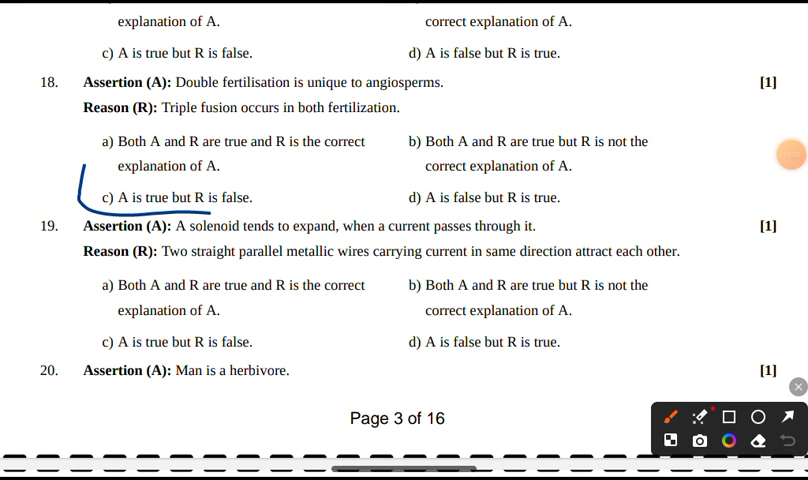 explanation of A. correct explanation of A.
c) A is true but R is false. d) A is false but R is true.
18. Assertion (A): Double fertilisation is unique to angiosperms. [1]
Reason (R): Triple fusion occurs in both fertilization.
a) Both A and R are true and R is the correct b) Both A and R are true but R is not the
explanation of A. correct explanation of A.
c) A is true but R is false. d) A is false but R is true.
19. Assertion (A): A solenoid tends to expand, when a current passes through it. [1]
Reason (R): Two straight parallel metallic wires carrying current in same direction attract each other.
a) Both A and R are true and R is the correct b) Both A and R are true but R is not the
explanation of A. correct explanation of A.
c) A is true but R is false. d) A is false but R is true.
20. Assertion (A): Man is a herbivore. [1]
Page 3 of 16